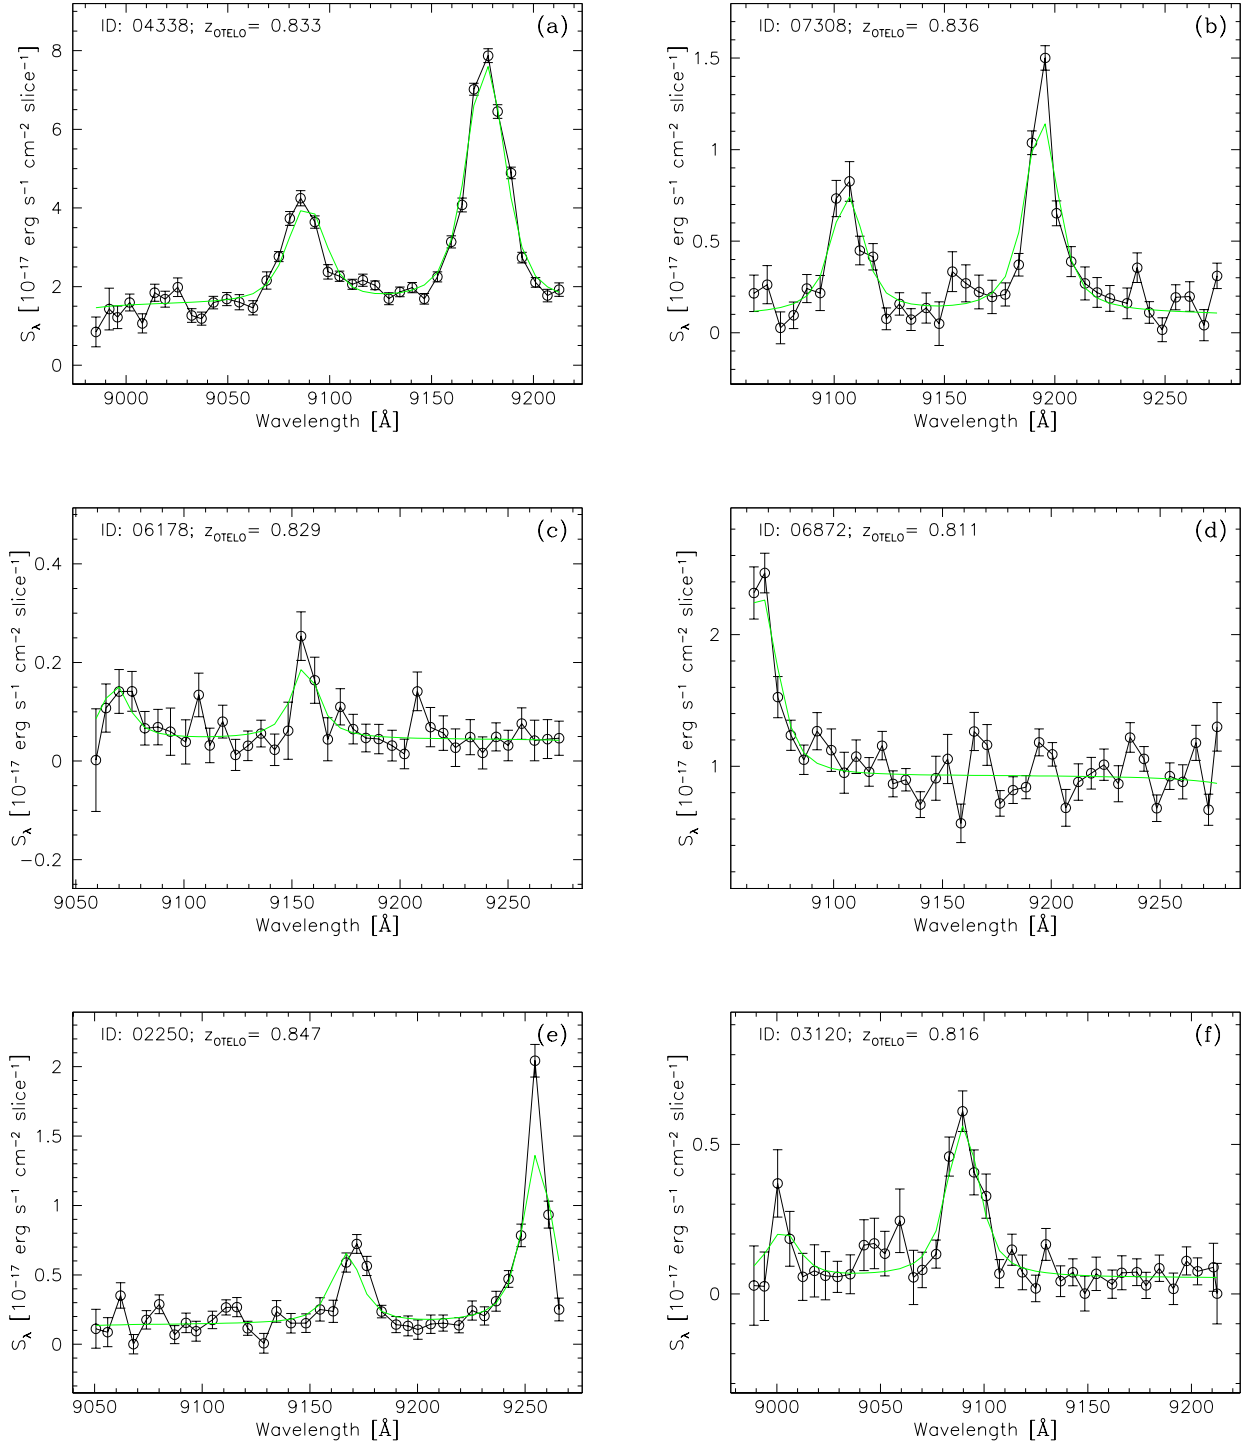 ID: 04338; z_OTELO= 0.833 (a)
8
6
4
2
0
S_λ [10⁻¹⁷ erg s⁻¹ cm⁻² slice⁻¹]
9000 9050 9100 9150 9200
Wavelength [Å]
ID: 07308; z_OTELO= 0.836 (b)
1.5
1
0.5
0
S_λ [10⁻¹⁷ erg s⁻¹ cm⁻² slice⁻¹]
9100 9150 9200 9250
Wavelength [Å]
ID: 06178; z_OTELO= 0.829 (c)
0.4
0.2
0
−0.2
S_λ [10⁻¹⁷ erg s⁻¹ cm⁻² slice⁻¹]
9050 9100 9150 9200 9250
Wavelength [Å]
ID: 06872; z_OTELO= 0.811 (d)
2
1
S_λ [10⁻¹⁷ erg s⁻¹ cm⁻² slice⁻¹]
9100 9150 9200 9250
Wavelength [Å]
ID: 02250; z_OTELO= 0.847 (e)
2
1.5
1
0.5
0
S_λ [10⁻¹⁷ erg s⁻¹ cm⁻² slice⁻¹]
9050 9100 9150 9200 9250
Wavelength [Å]
ID: 03120; z_OTELO= 0.816 (f)
0.5
0
S_λ [10⁻¹⁷ erg s⁻¹ cm⁻² slice⁻¹]
9000 9050 9100 9150 9200
Wavelength [Å]